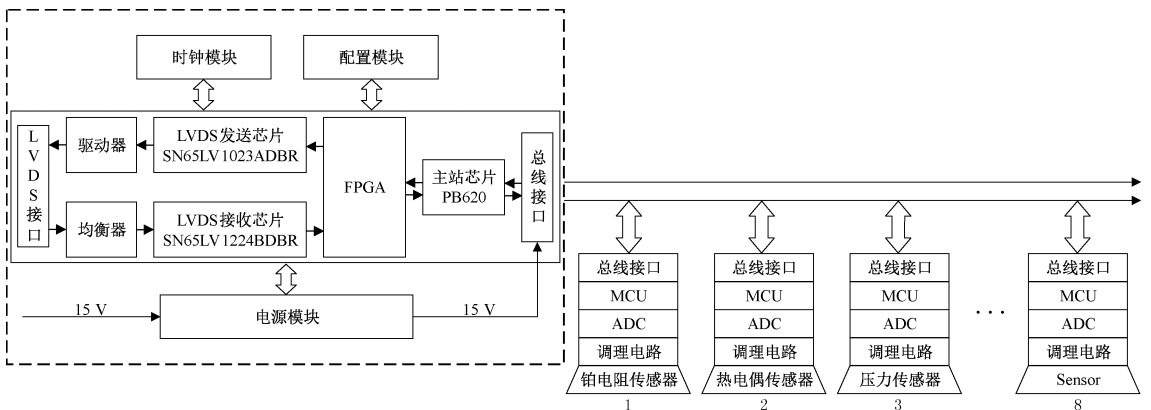 时钟模块
配置模块
LVDS接口
驱动器
LVDS发送芯片
SN65LV1023ADBR
FPGA
主站芯片
PB620
总线接口
均衡器
LVDS接收芯片
SN65LV1224BDBR
15 V
电源模块
15 V
总线接口
MCU
ADC
调理电路
铂电阻传感器
1
总线接口
MCU
ADC
调理电路
热电偶传感器
2
总线接口
MCU
ADC
调理电路
压力传感器
3
···
总线接口
MCU
ADC
调理电路
Sensor
8